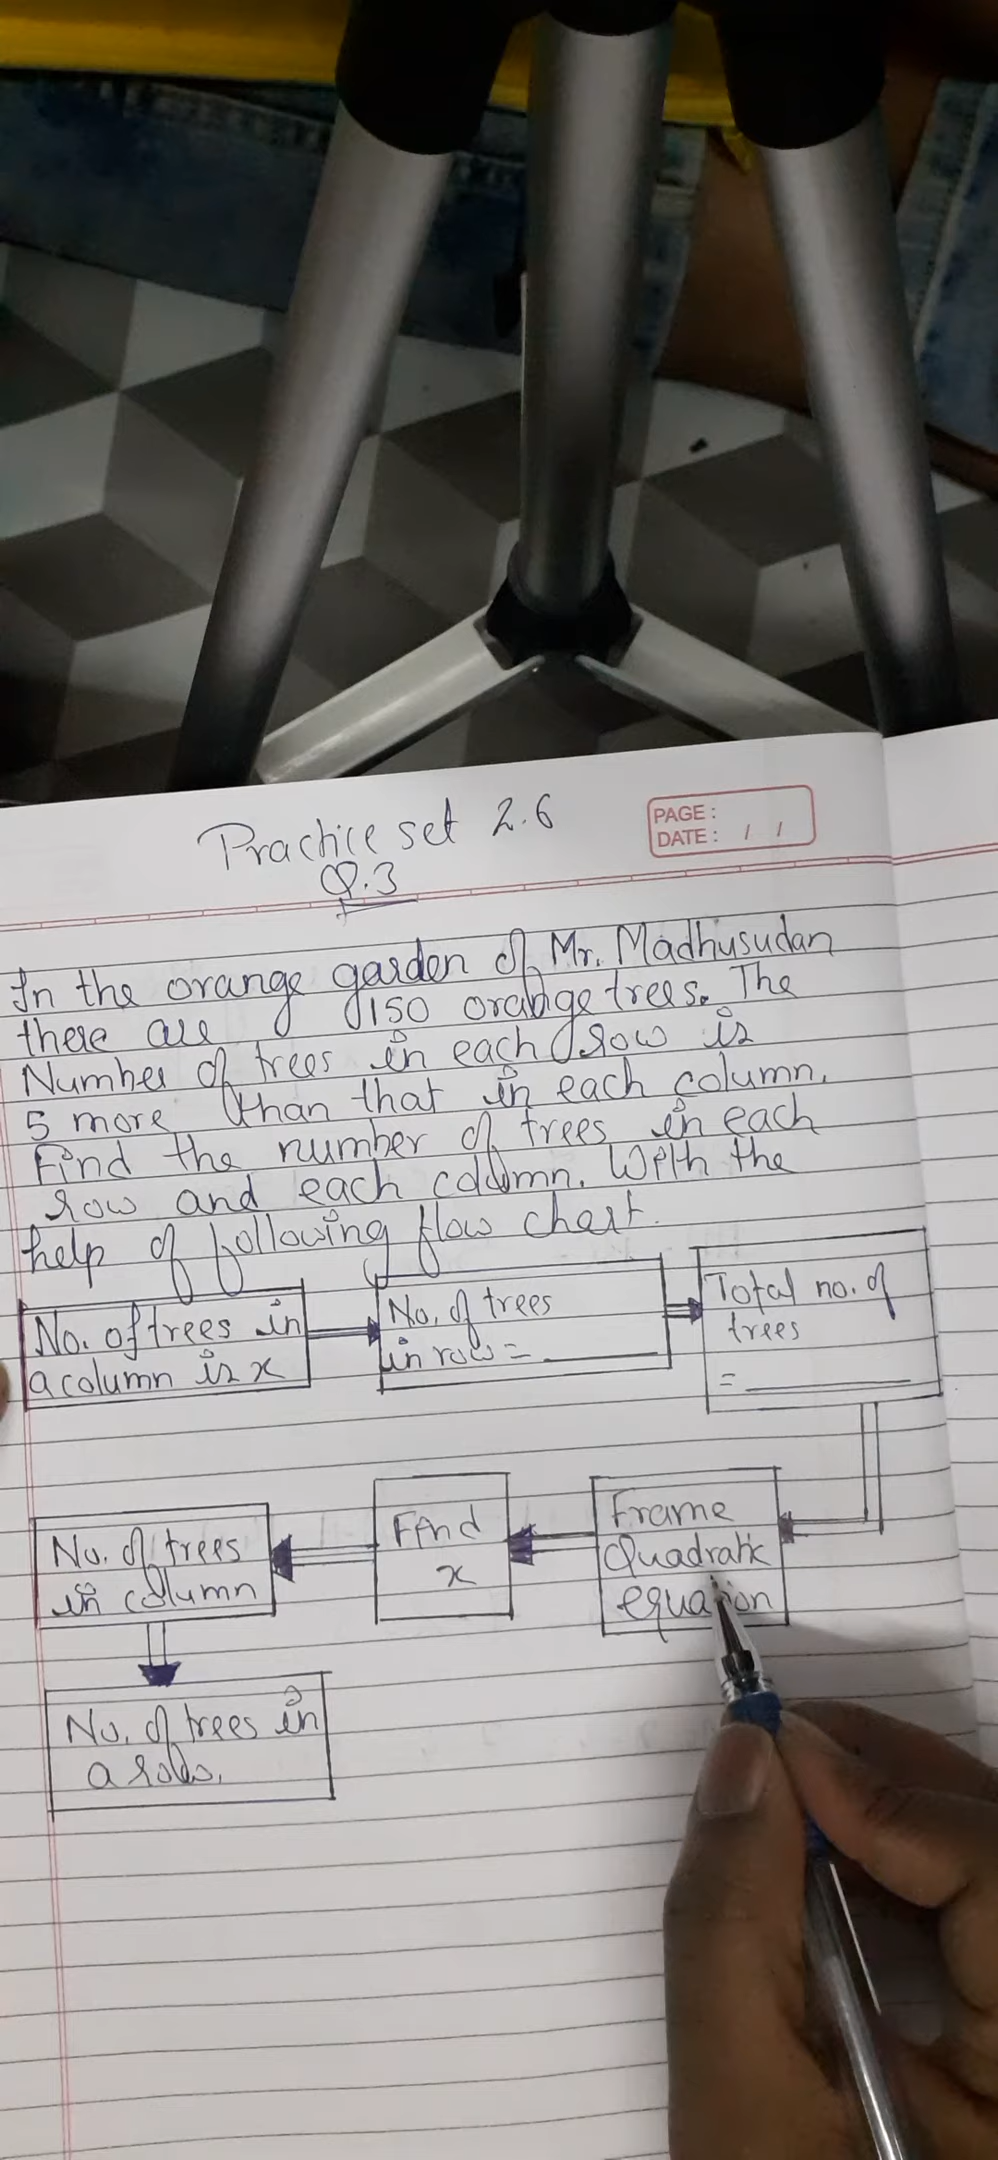 Practice set 2.6
PAGE:
DATE: / /
Q.3
In the orange garden of Mr. Madhusudan
there are 150 orange trees. The
Number of trees in each row is
5 more than that in each column.
Find the number of trees in each
row and each column. With the
help of following flow chart.
No. of trees in
a column is x
No. of trees
in row = ______
Total no. of
trees
= ______
Frame
Quadratic
equation
Find
x
No. of trees
in column
No. of trees in
a row.